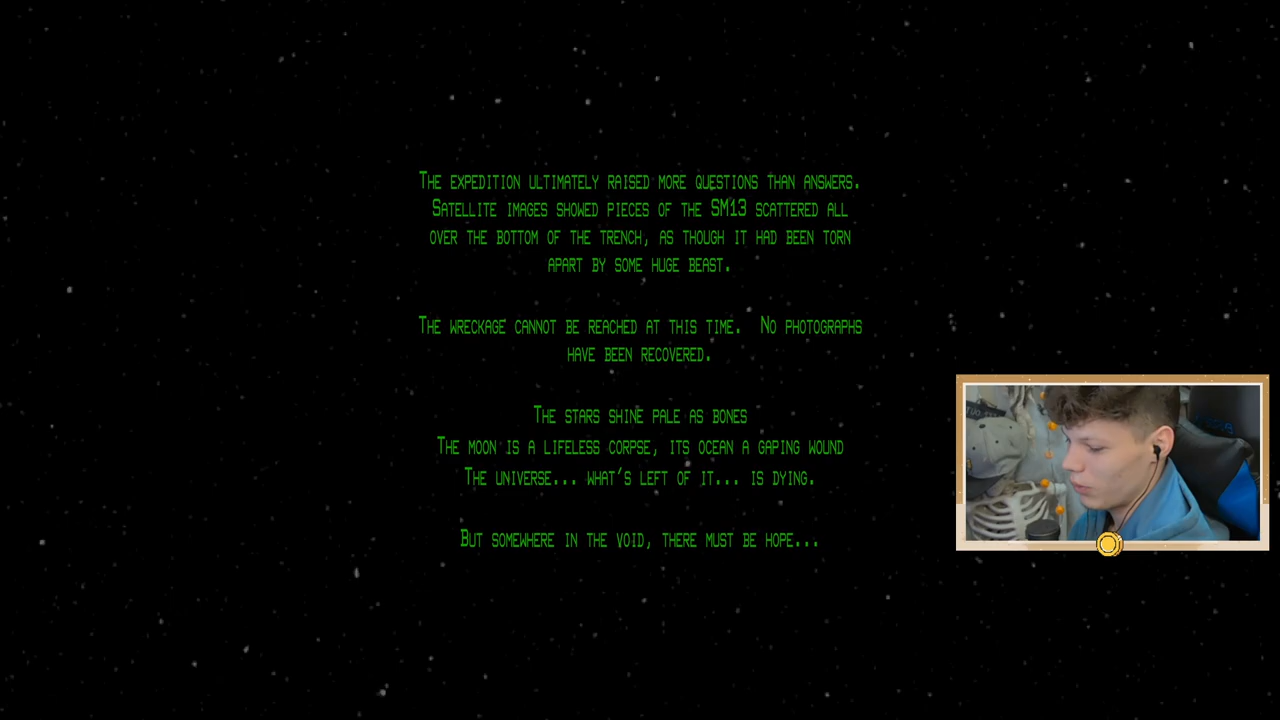 The expedition ultimately raised more questions than answers.
Satellite images showed pieces of the SM13 scattered all
over the bottom of the trench, as though it had been torn
apart by some huge beast.
The wreckage cannot be reached at this time. No photographs
have been recovered.
The stars shine pale as bones
The moon is a lifeless corpse, its ocean a gaping wound
The universe... what's left of it... is dying.
But somewhere in the void, there must be hope...